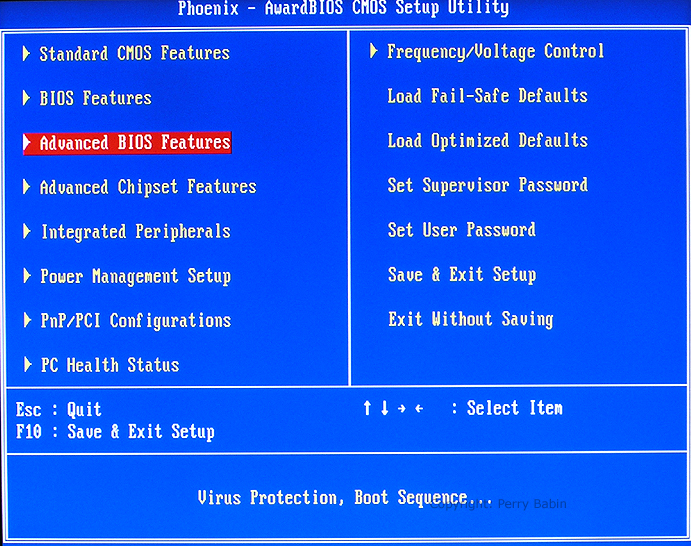 Phoenix - AwardBIOS CMOS Setup Utility
Standard CMOS Features
BIOS Features
Advanced BIOS Features
Advanced Chipset Features
Integrated Peripherals
Power Management Setup
PnP/PCI Configurations
PC Health Status
Frequency/Voltage Control
Load Fail-Safe Defaults
Load Optimized Defaults
Set Supervisor Password
Set User Password
Save & Exit Setup
Exit Without Saving
Esc : Quit
F10 : Save & Exit Setup
↑ ↓ → ← : Select Item
Virus Protection, Boot Sequence...
Copyright: Perry Babin